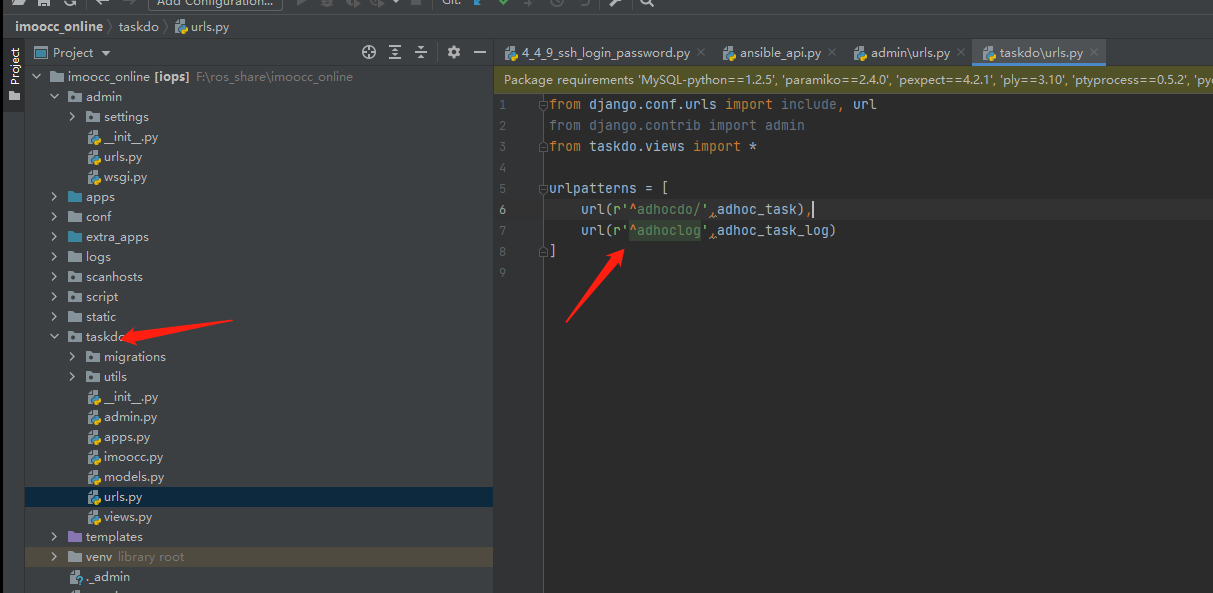 Add Configuration... Git:
imoocc_online taskdo urls.py
Project
Project
4_4_9_ssh_login_password.py ansible_api.py admin\urls.py taskdo\urls.py
Package requirements 'MySQL-python==1.2.5', 'paramiko==2.4.0', 'pexpect==4.2.1', 'ply==3.10', 'ptyprocess==0.5.2',
imoocc_online [iops] F:\ros_share\imoocc_online
admin
settings
__init__.py
urls.py
wsgi.py
apps
conf
extra_apps
logs
scanhosts
script
static
taskdo
migrations
utils
__init__.py
admin.py
apps.py
imoocc.py
models.py
urls.py
views.py
templates
venv library root
._admin
1 from django.conf.urls import include, url
2 from django.contrib import admin
3 from taskdo.views import *
4
5 urlpatterns = [
6 url(r'^adhocdo/',adhoc_task),
7 url(r'^adhoclog',adhoc_task_log)
8 ]
9